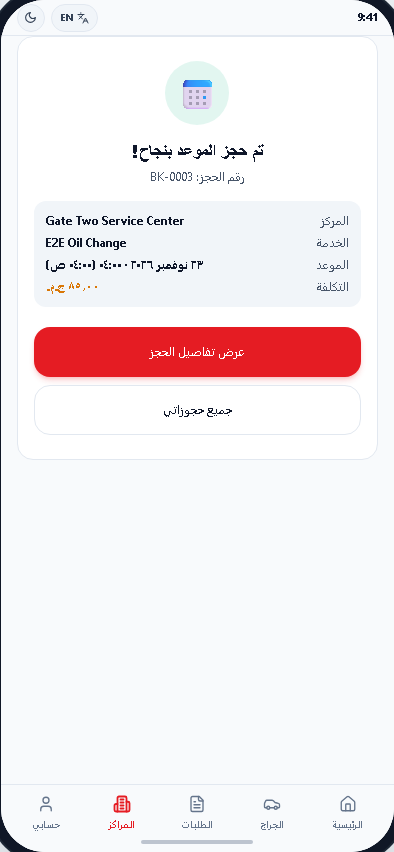 9:41
EN
تم حجز الموعد بنجاح!
رقم الحجز: BK-0003
المركز Gate Two Service Center
الخدمة E2E Oil Change
الموعد ٢٣ نوفمبر ٢٠٢٦ · ٠٤:٠٠ (٠٤:٠٠ ص)
التكلفة ٨٥٫٠٠ ج.م.
عرض تفاصيل الحجز
جميع حجوزاتي
الرئيسية
الجراج
الطلبات
المراكز
حسابي